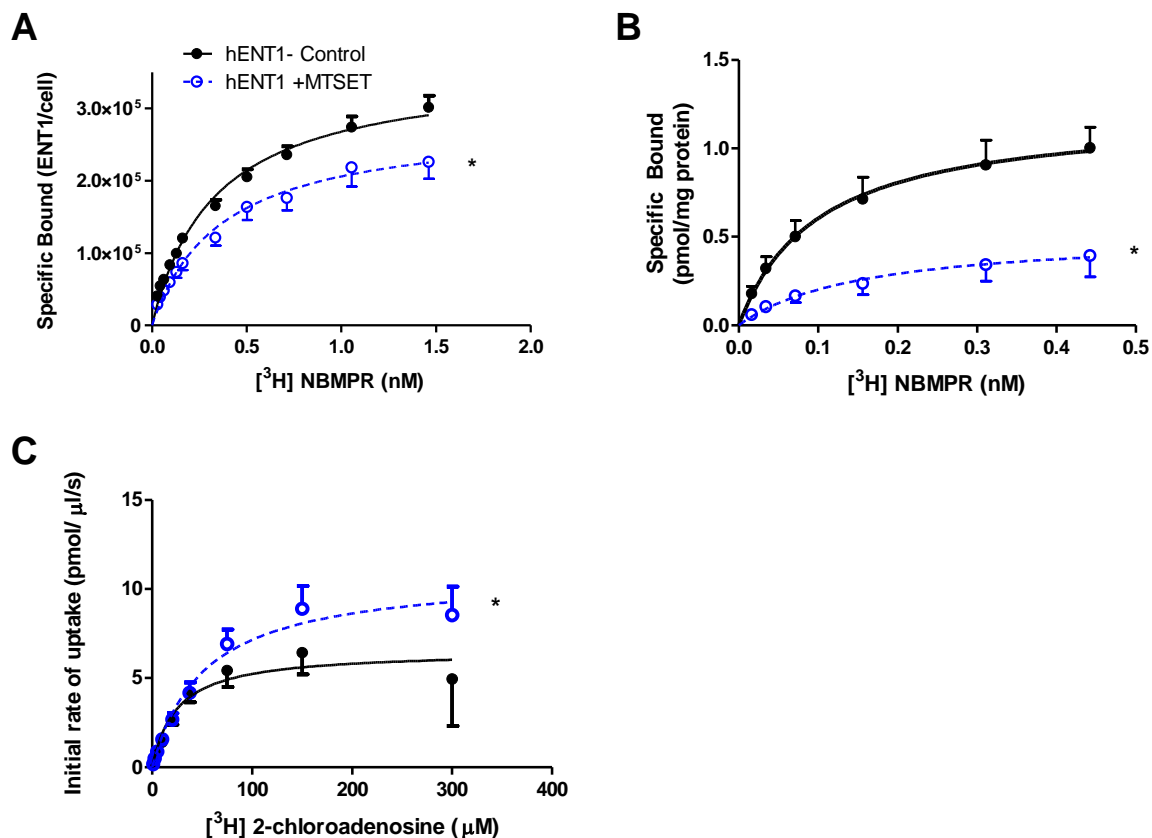 A
hENT1- Control
hENT1 +MTSET
Specific Bound (ENT1/cell)
3.0×10⁵
2.0×10⁵
1.0×10⁵
0
0.0 0.5 1.0 1.5 2.0
[³H] NBMPR (nM)
*
B
Specific Bound
(pmol/mg protein)
1.5
1.0
0.5
0.0
0.0 0.1 0.2 0.3 0.4 0.5
[³H] NBMPR (nM)
*
C
Initial rate of uptake (pmol/ μl/s)
15
10
5
0
0 100 200 300 400
[³H] 2-chloroadenosine ( μM)
*